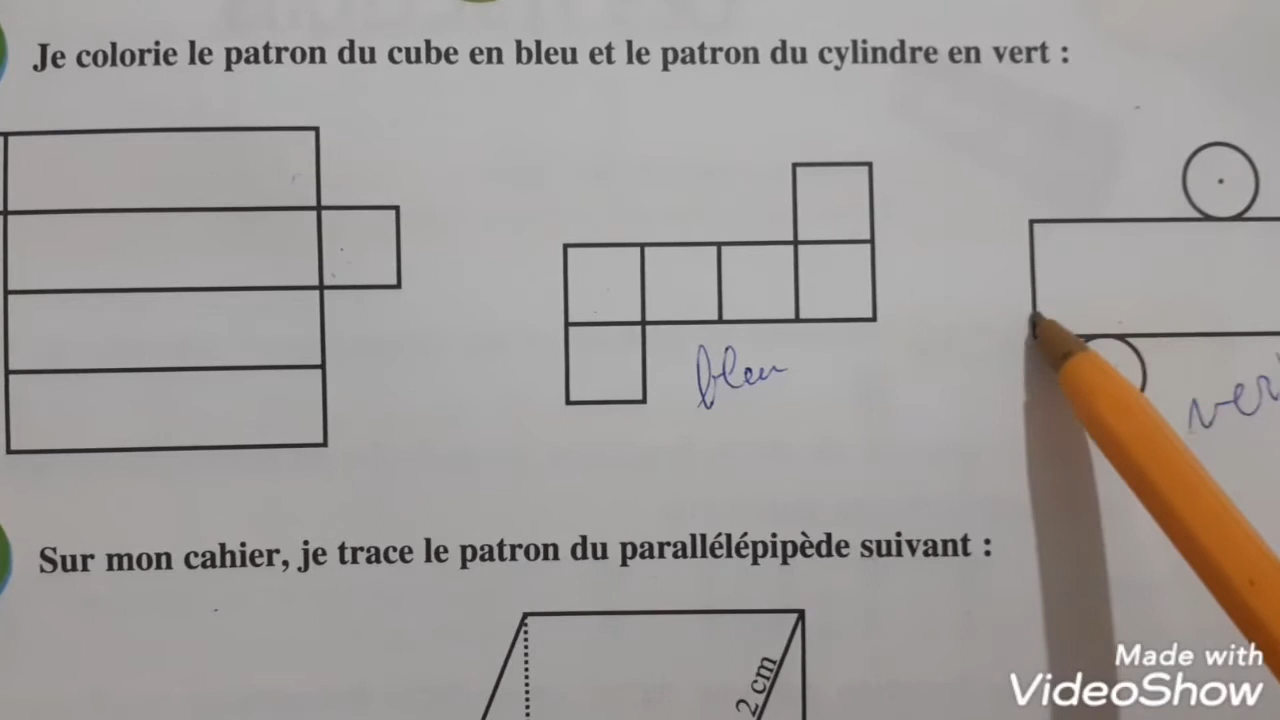 Je colorie le patron du cube en bleu et le patron du cylindre en vert :
bleu
ver
Sur mon cahier, je trace le patron du parallélépipède suivant :
2 cm
Made with
VideoShow